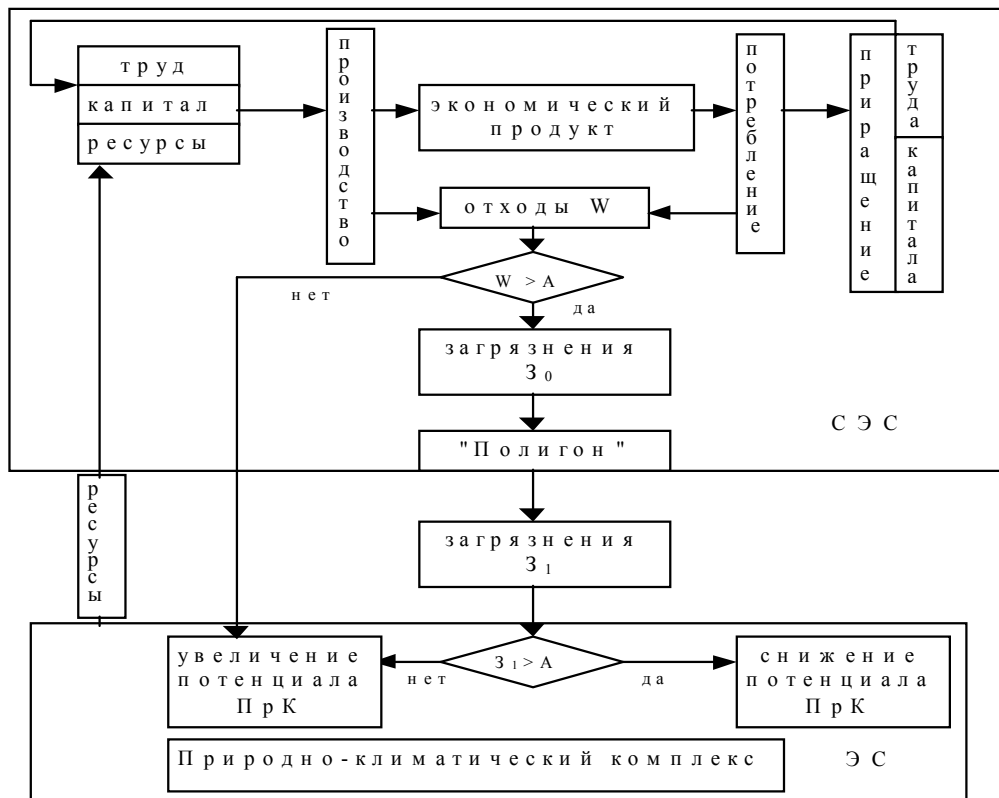 труд
капитал
ресурсы
производство
экономический
продукт
потребление
приращение
труда
капитала
отходы W
W > A
нет
да
загрязнения
З0
СЭС
"Полигон"
ресурсы
загрязнения
З1
увеличение
потенциала
ПрК
З1 > A
нет
да
снижение
потенциала
ПрК
Природно-климатический комплекс
ЭС